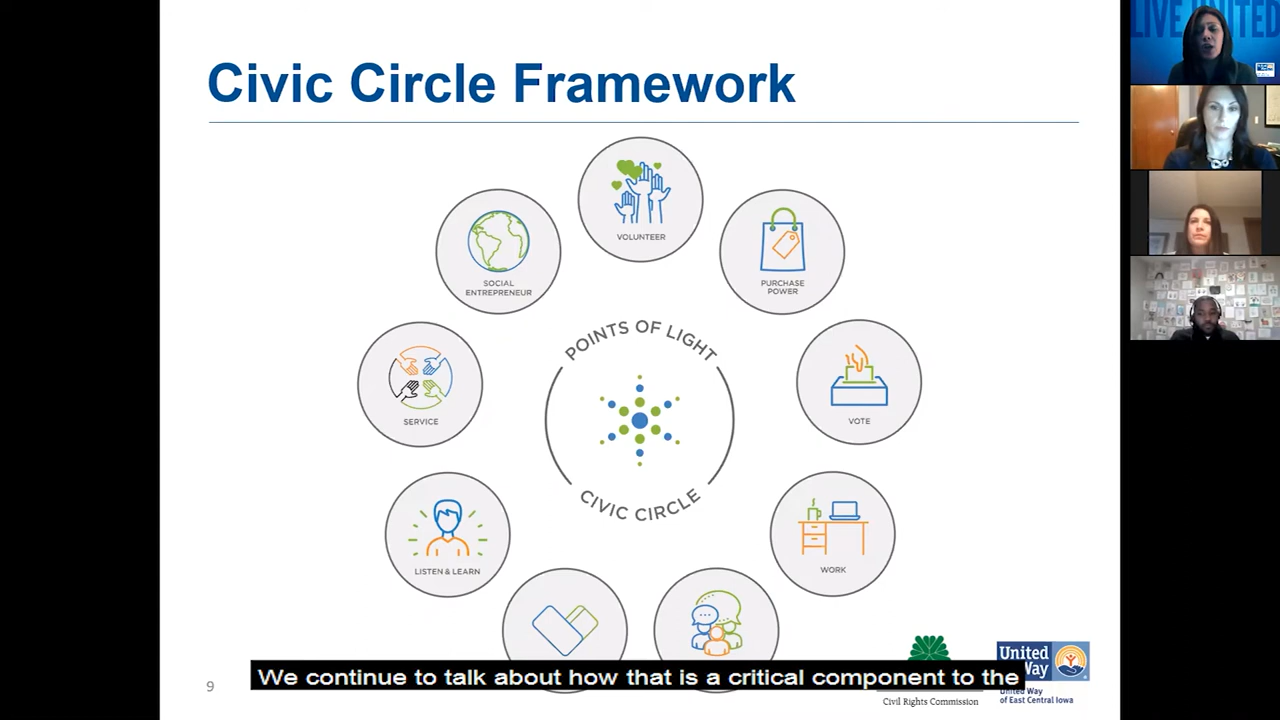 LIVE UNITED
Civic Circle Framework
VOLUNTEER
SOCIAL
ENTREPRENEUR
PURCHASE
POWER
POINTS OF LIGHT
CIVIC CIRCLE
SERVICE
VOTE
LISTEN & LEARN
WORK
We continue to talk about how that is a critical component to the
9
Civil Rights Commission
United
Way
United Way
of East Central Iowa